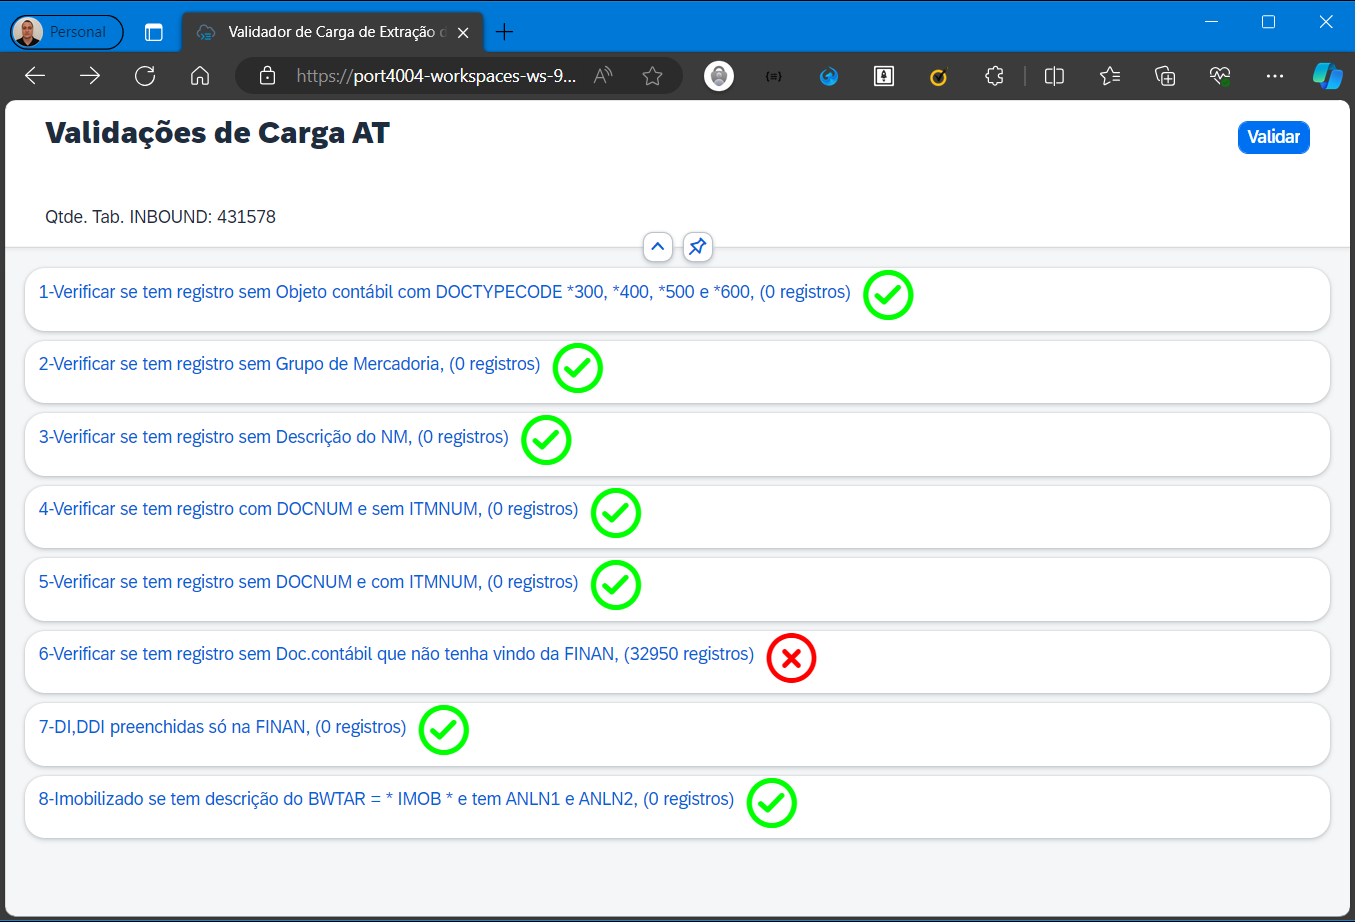 Personal
Validador de Carga de Extração d
https://port4004-workspaces-ws-9...
Validações de Carga AT
Validar
Qtde. Tab. INBOUND: 431578
1-Verificar se tem registro sem Objeto contábil com DOCTYPECODE *300, *400, *500 e *600, (0 registros)
2-Verificar se tem registro sem Grupo de Mercadoria, (0 registros)
3-Verificar se tem registro sem Descrição do NM, (0 registros)
4-Verificar se tem registro com DOCNUM e sem ITMNUM, (0 registros)
5-Verificar se tem registro sem DOCNUM e com ITMNUM, (0 registros)
6-Verificar se tem registro sem Doc.contábil que não tenha vindo da FINAN, (32950 registros)
7-DI,DDI preenchidas só na FINAN, (0 registros)
8-Imobilizado se tem descrição do BWTAR = * IMOB * e tem ANLN1 e ANLN2, (0 registros)